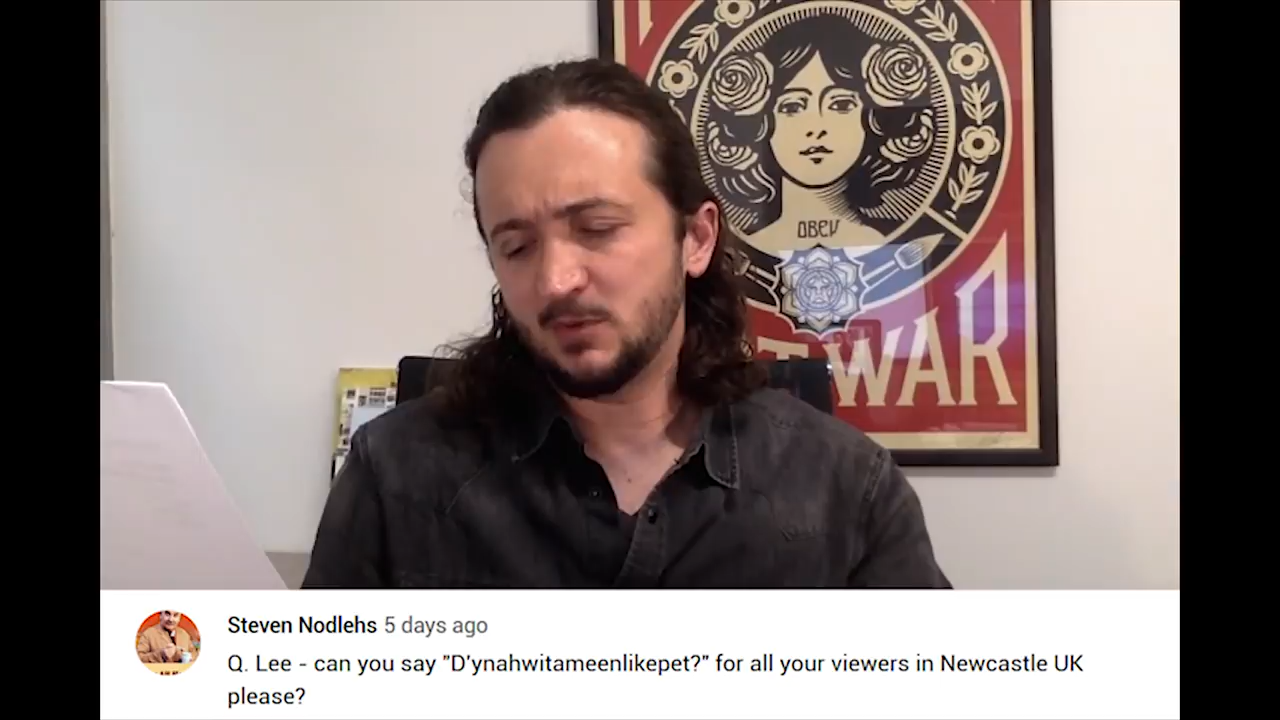 OBEY
T WAR
Steven Nodlehs 5 days ago
Q. Lee - can you say "D'ynahwitameenlikepet?" for all your viewers in Newcastle UK
please?